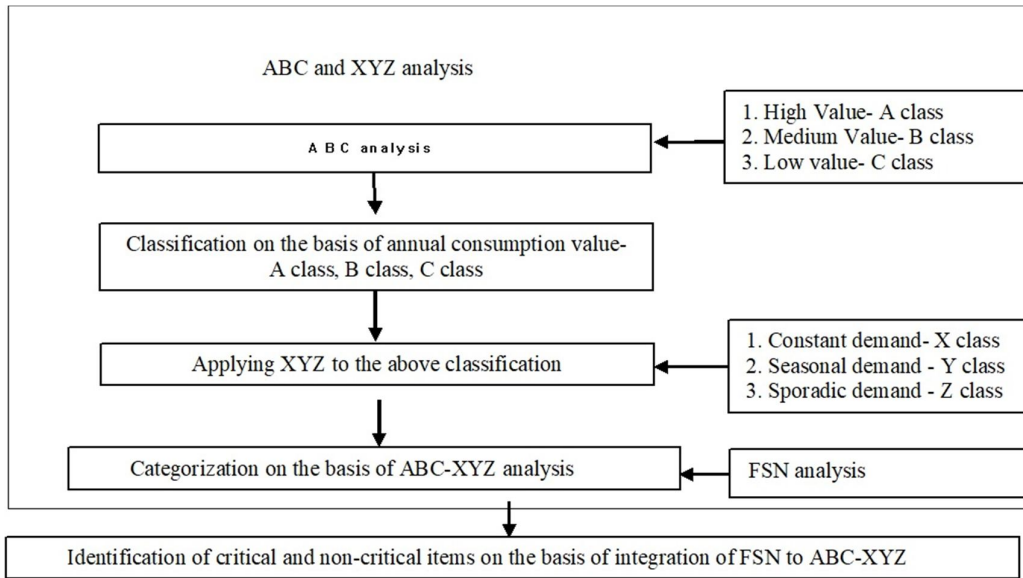 ABC and XYZ analysis
1. High Value- A class
2. Medium Value- B class
3. Low value- C class
ABC analysis
Classification on the basis of annual consumption value-
A class, B class, C class
1. Constant demand- X class
2. Seasonal demand - Y class
3. Sporadic demand - Z class
Applying XYZ to the above classification
Categorization on the basis of ABC-XYZ analysis
FSN analysis
Identification of critical and non-critical items on the basis of integration of FSN to ABC-XYZ